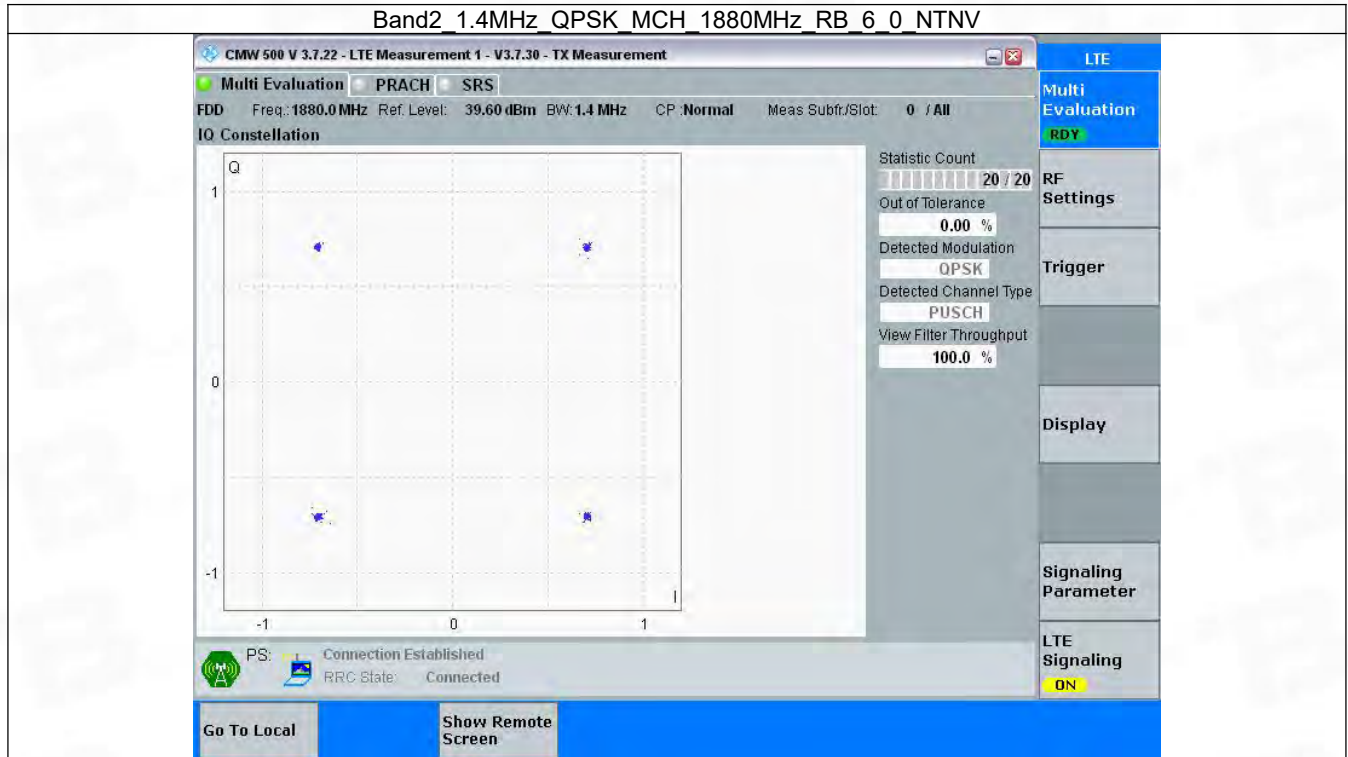 Band2_1.4MHz_QPSK_MCH_1880MHz_RB_6_0_NTNV
CMW 500 V 3.7.22 - LTE Measurement 1 - V3.7.30 - TX Measurement
LTE
Multi Evaluation PRACH SRS
Multi
Evaluation
RDY
FDD Freq.: 1880.0 MHz Ref. Level: 39.60 dBm BW: 1.4 MHz CP :Normal Meas Subfr./Slot: 0 / All
IQ Constellation
Q
1
0
-1
I
-1 0 1
Statistic Count
20 / 20
Out of Tolerance
0.00 %
Detected Modulation
QPSK
Detected Channel Type
PUSCH
View Filter Throughput
100.0 %
RF
Settings
Trigger
Display
Signaling
Parameter
LTE
Signaling
ON
PS: Connection Established
RRC State: Connected
Go To Local
Show Remote
Screen